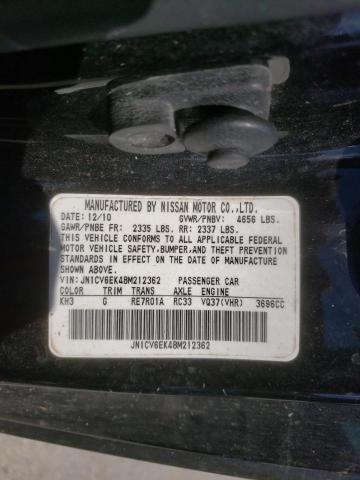 MANUFACTURED BY NISSAN MOTOR CO.,LTD.
DATE: 12/10 GVWR/PNBV: 4656 LBS.
GAWR/PNBE FR: 2335 LBS. RR: 2337 LBS.
THIS VEHICLE CONFORMS TO ALL APPLICABLE FEDERAL
MOTOR VEHICLE SAFETY, BUMPER, AND THEFT PREVENTION
STANDARDS IN EFFECT ON THE DATE OF MANUFACTURE
SHOWN ABOVE.
VIN: JN1CV6EK4BM212362 PASSENGER CAR
COLOR TRIM TRANS AXLE ENGINE
KH3 G RE7R01A RC33 VQ37(VHR) 3696CC
JN1CV6EK4BM212362